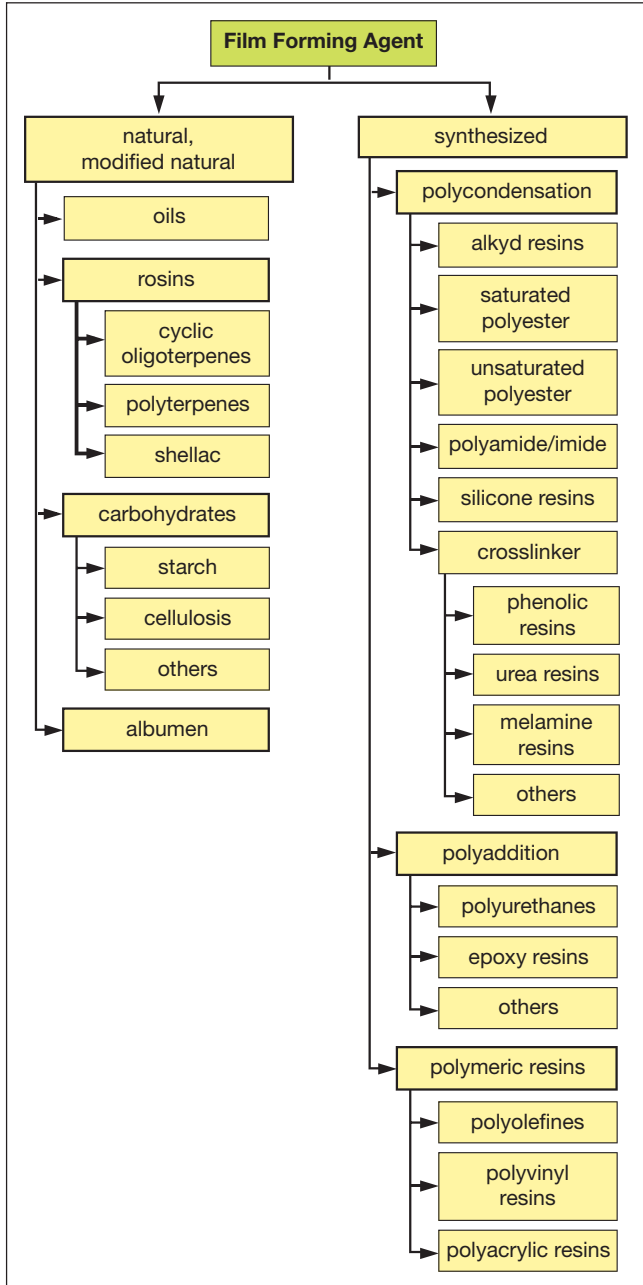 Film Forming Agent
natural,
modified natural
oils
rosins
cyclic
oligoterpenes
polyterpenes
shellac
carbohydrates
starch
cellulosis
others
albumen
synthesized
polycondensation
alkyd resins
saturated
polyester
unsaturated
polyester
polyamide/imide
silicone resins
crosslinker
phenolic
resins
urea resins
melamine
resins
others
polyaddition
polyurethanes
epoxy resins
others
polymeric resins
polyolefines
polyvinyl
resins
polyacrylic resins